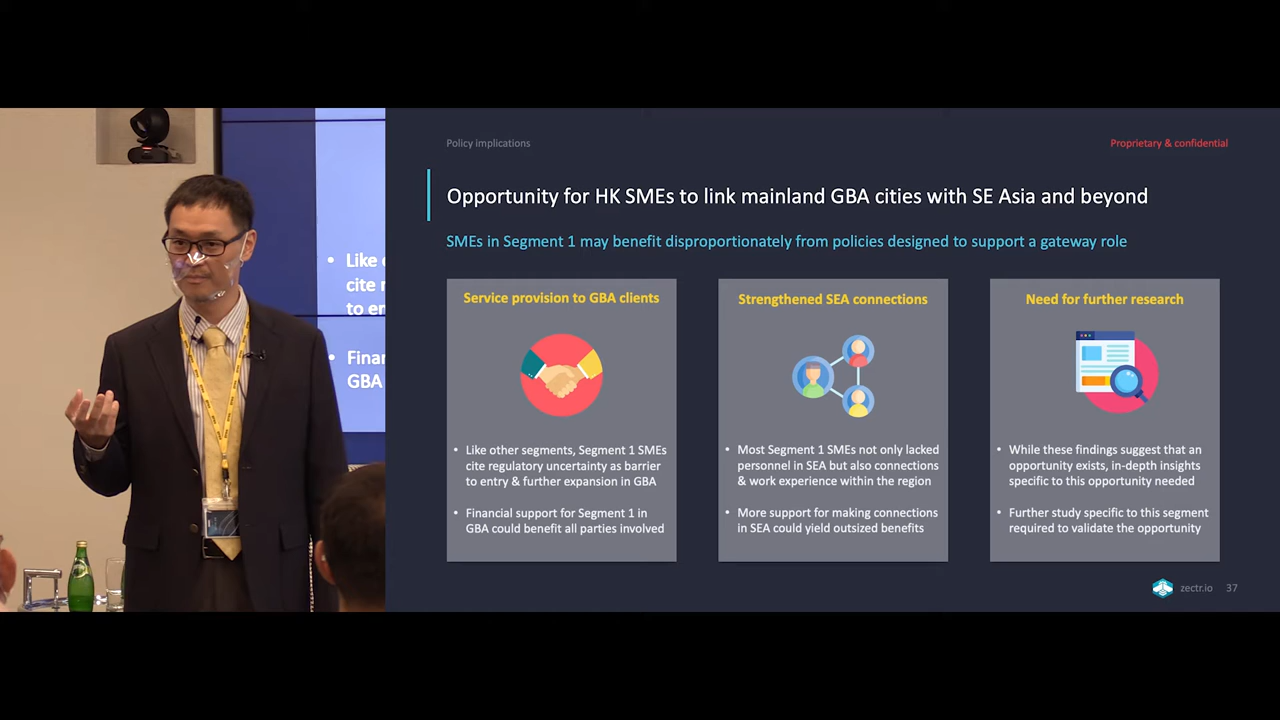 Like
cite
to
GBA
Policy implications
Proprietary & confidential
Opportunity for HK SMEs to link mainland GBA cities with SE Asia and beyond
SMEs in Segment 1 may benefit disproportionately from policies designed to support a gateway role
Service provision to GBA clients
• Like other segments, Segment 1 SMEs
cite regulatory uncertainty as barrier
to entry & further expansion in GBA
• Financial support for Segment 1 in
GBA could benefit all parties involved
Strengthened SEA connections
• Most Segment 1 SMEs not only lacked
personnel in SEA but also connections
& work experience within the region
• More support for making connections
in SEA could yield outsized benefits
Need for further research
• While these findings suggest that an
opportunity exists, in-depth insights
specific to this opportunity needed
• Further study specific to this segment
required to validate the opportunity
zectr.io 37